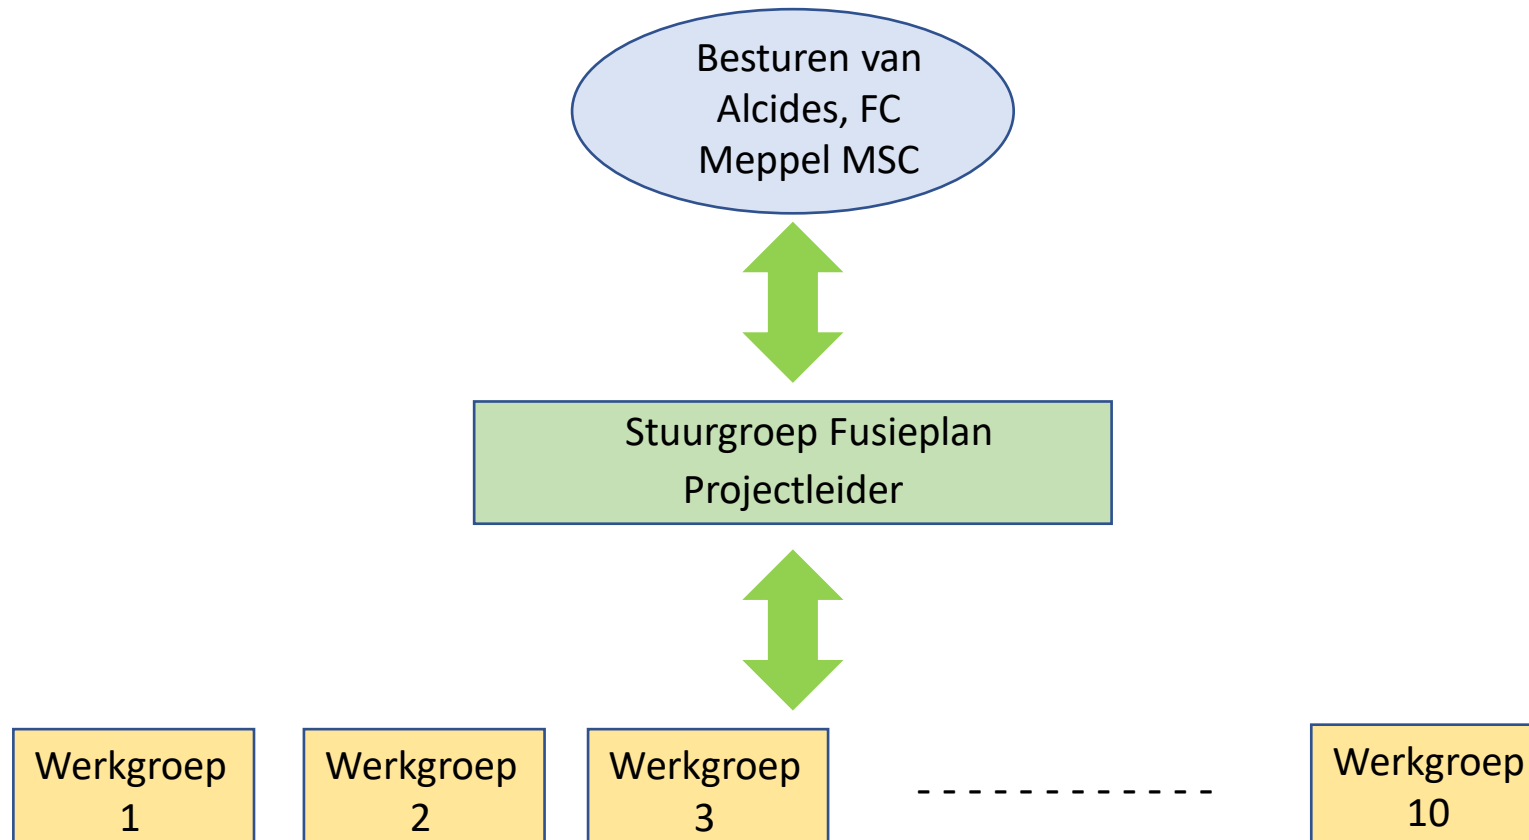 Besturen van
Alcides, FC
Meppel MSC
Stuurgroep Fusieplan
Projectleider
Werkgroep
1
Werkgroep
2
Werkgroep
3
Werkgroep
10